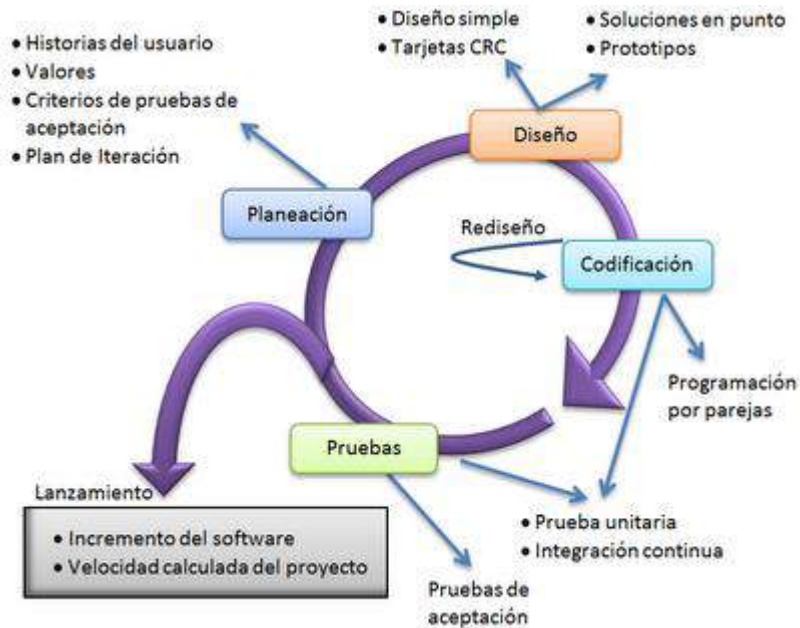 • Historias del usuario
• Valores
• Criterios de pruebas de
aceptación
• Plan de Iteración
• Diseño simple
• Tarjetas CRC
• Soluciones en punto
• Prototipos
Diseño
Planeación
Rediseño
Codificación
Programación
por parejas
Pruebas
• Prueba unitaria
• Integración continua
Pruebas de
aceptación
Lanzamiento
• Incremento del software
• Velocidad calculada del proyecto